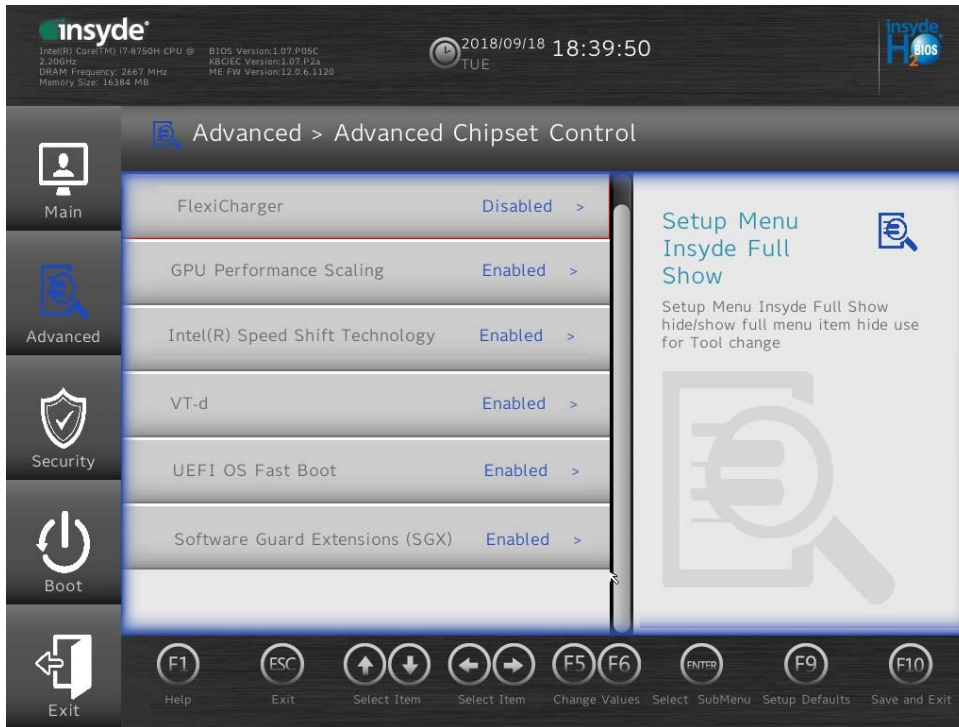 insyde®
Intel(R) Core(TM) i7-8750H CPU @
2.20GHz
DRAM Frequency: 2667 MHz
Memory Size: 16384 MB
BIOS Version:1.07.P05C
KBC/EC Version:1.07.P2a
ME FW Version:12.0.6.1120
2018/09/18 18:39:50
TUE
insyde
H2O BIOS
Main
Advanced
Security
Boot
Exit
Advanced > Advanced Chipset Control
FlexiCharger Disabled >
GPU Performance Scaling Enabled >
Intel(R) Speed Shift Technology Enabled >
VT-d Enabled >
UEFI OS Fast Boot Enabled >
Software Guard Extensions (SGX) Enabled >
Setup Menu
Insyde Full
Show
Setup Menu Insyde Full Show
hide/show full menu item hide use
for Tool change
F1 ESC F5 F6 ENTER F9 F10
Help Exit Select Item Select Item Change Values Select SubMenu Setup Defaults Save and Exit